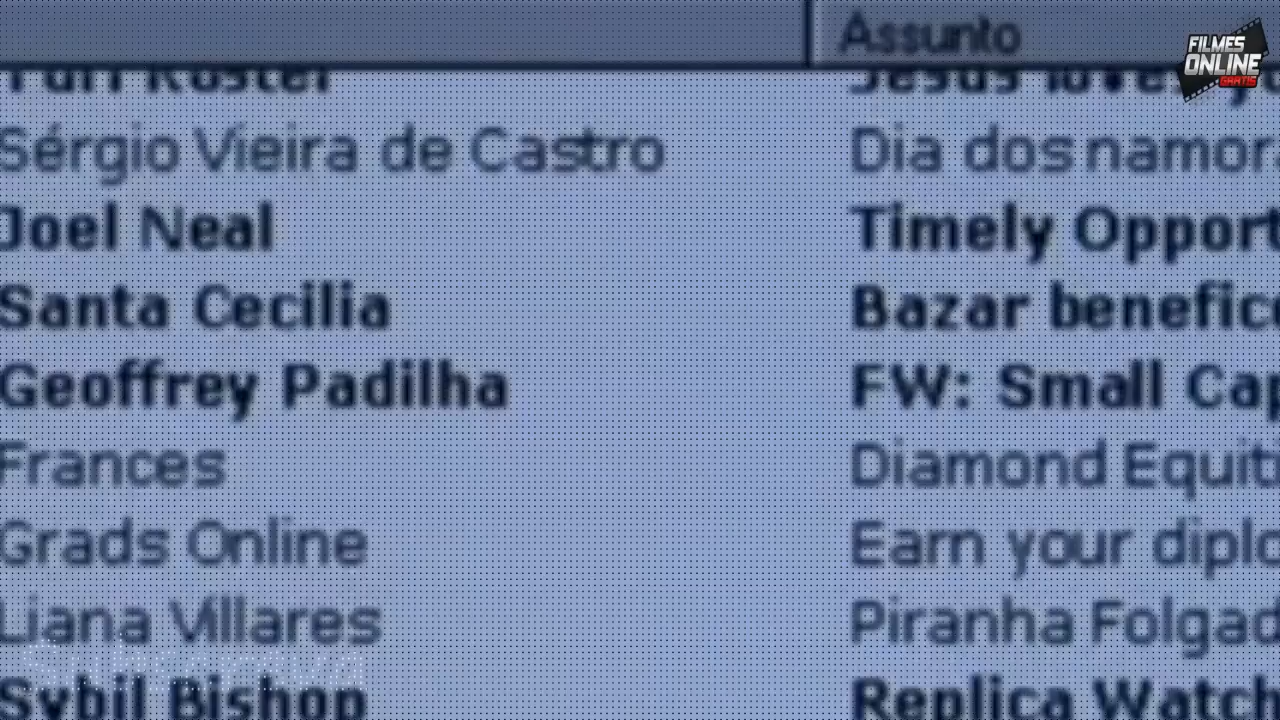 Assunto
FILMES
ONLINE
GRÁTIS
Sérgio Vieira de Castro Dia dos namor
Joel Neal Timely Opport
Santa Cecilia Bazar benefic
Geoffrey Padilha FW: Small Cap
Frances Diamond Equit
Grads Online Earn your diplo
Liana Villares Piranha Folgad
Sybil Bishop Replica Watch